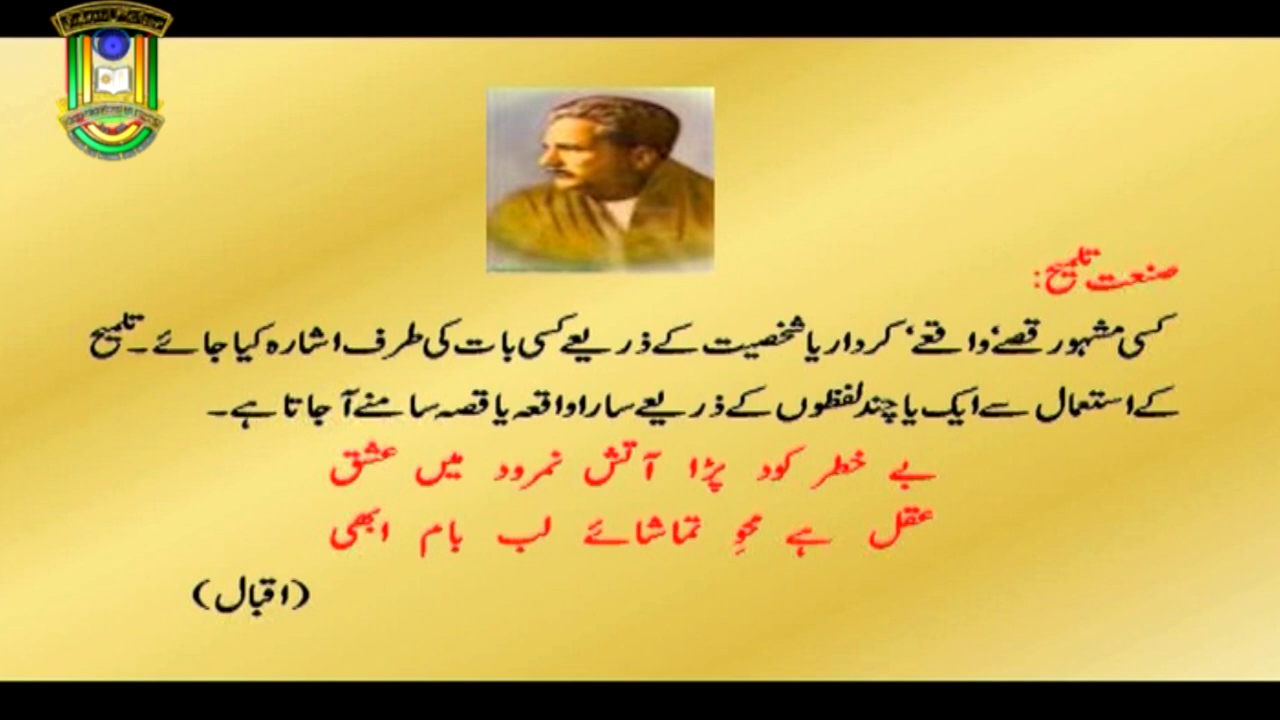 صنعت تلمیح:
کسی مشہور قصے‘ واقعے‘ کردار یا شخصیت کے ذریعے کسی بات کی طرف اشارہ کیا جائے۔ تلمیح
کے استعمال سے ایک یا چند لفظوں کے ذریعے سارا واقعہ یا قصہ سامنے آ جاتا ہے۔
بے خطر کود پڑا آتش نمرود میں عشق
عقل ہے محوِ تماشائے لب بام ابھی
(اقبال)